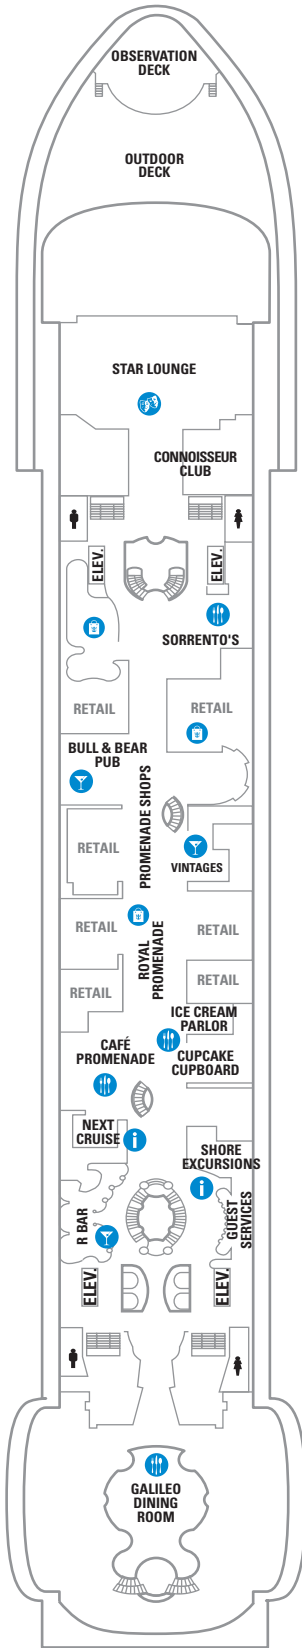 OBSERVATION
DECK
OUTDOOR
DECK
STAR LOUNGE
CONNOISSEUR
CLUB
ELEV.
ELEV.
SORRENTO'S
RETAIL
RETAIL
BULL & BEAR
PUB
PROMENADE SHOPS
RETAIL
VINTAGES
RETAIL
ROYAL
PROMENADE
RETAIL
RETAIL
RETAIL
ICE CREAM
PARLOR
CAFÉ
PROMENADE
CUPCAKE
CUPBOARD
NEXT
CRUISE
i
SHORE
EXCURSIONS
i
R BAR
GUEST
SERVICES
ELEV.
ELEV.
GALILEO
DINING
ROOM